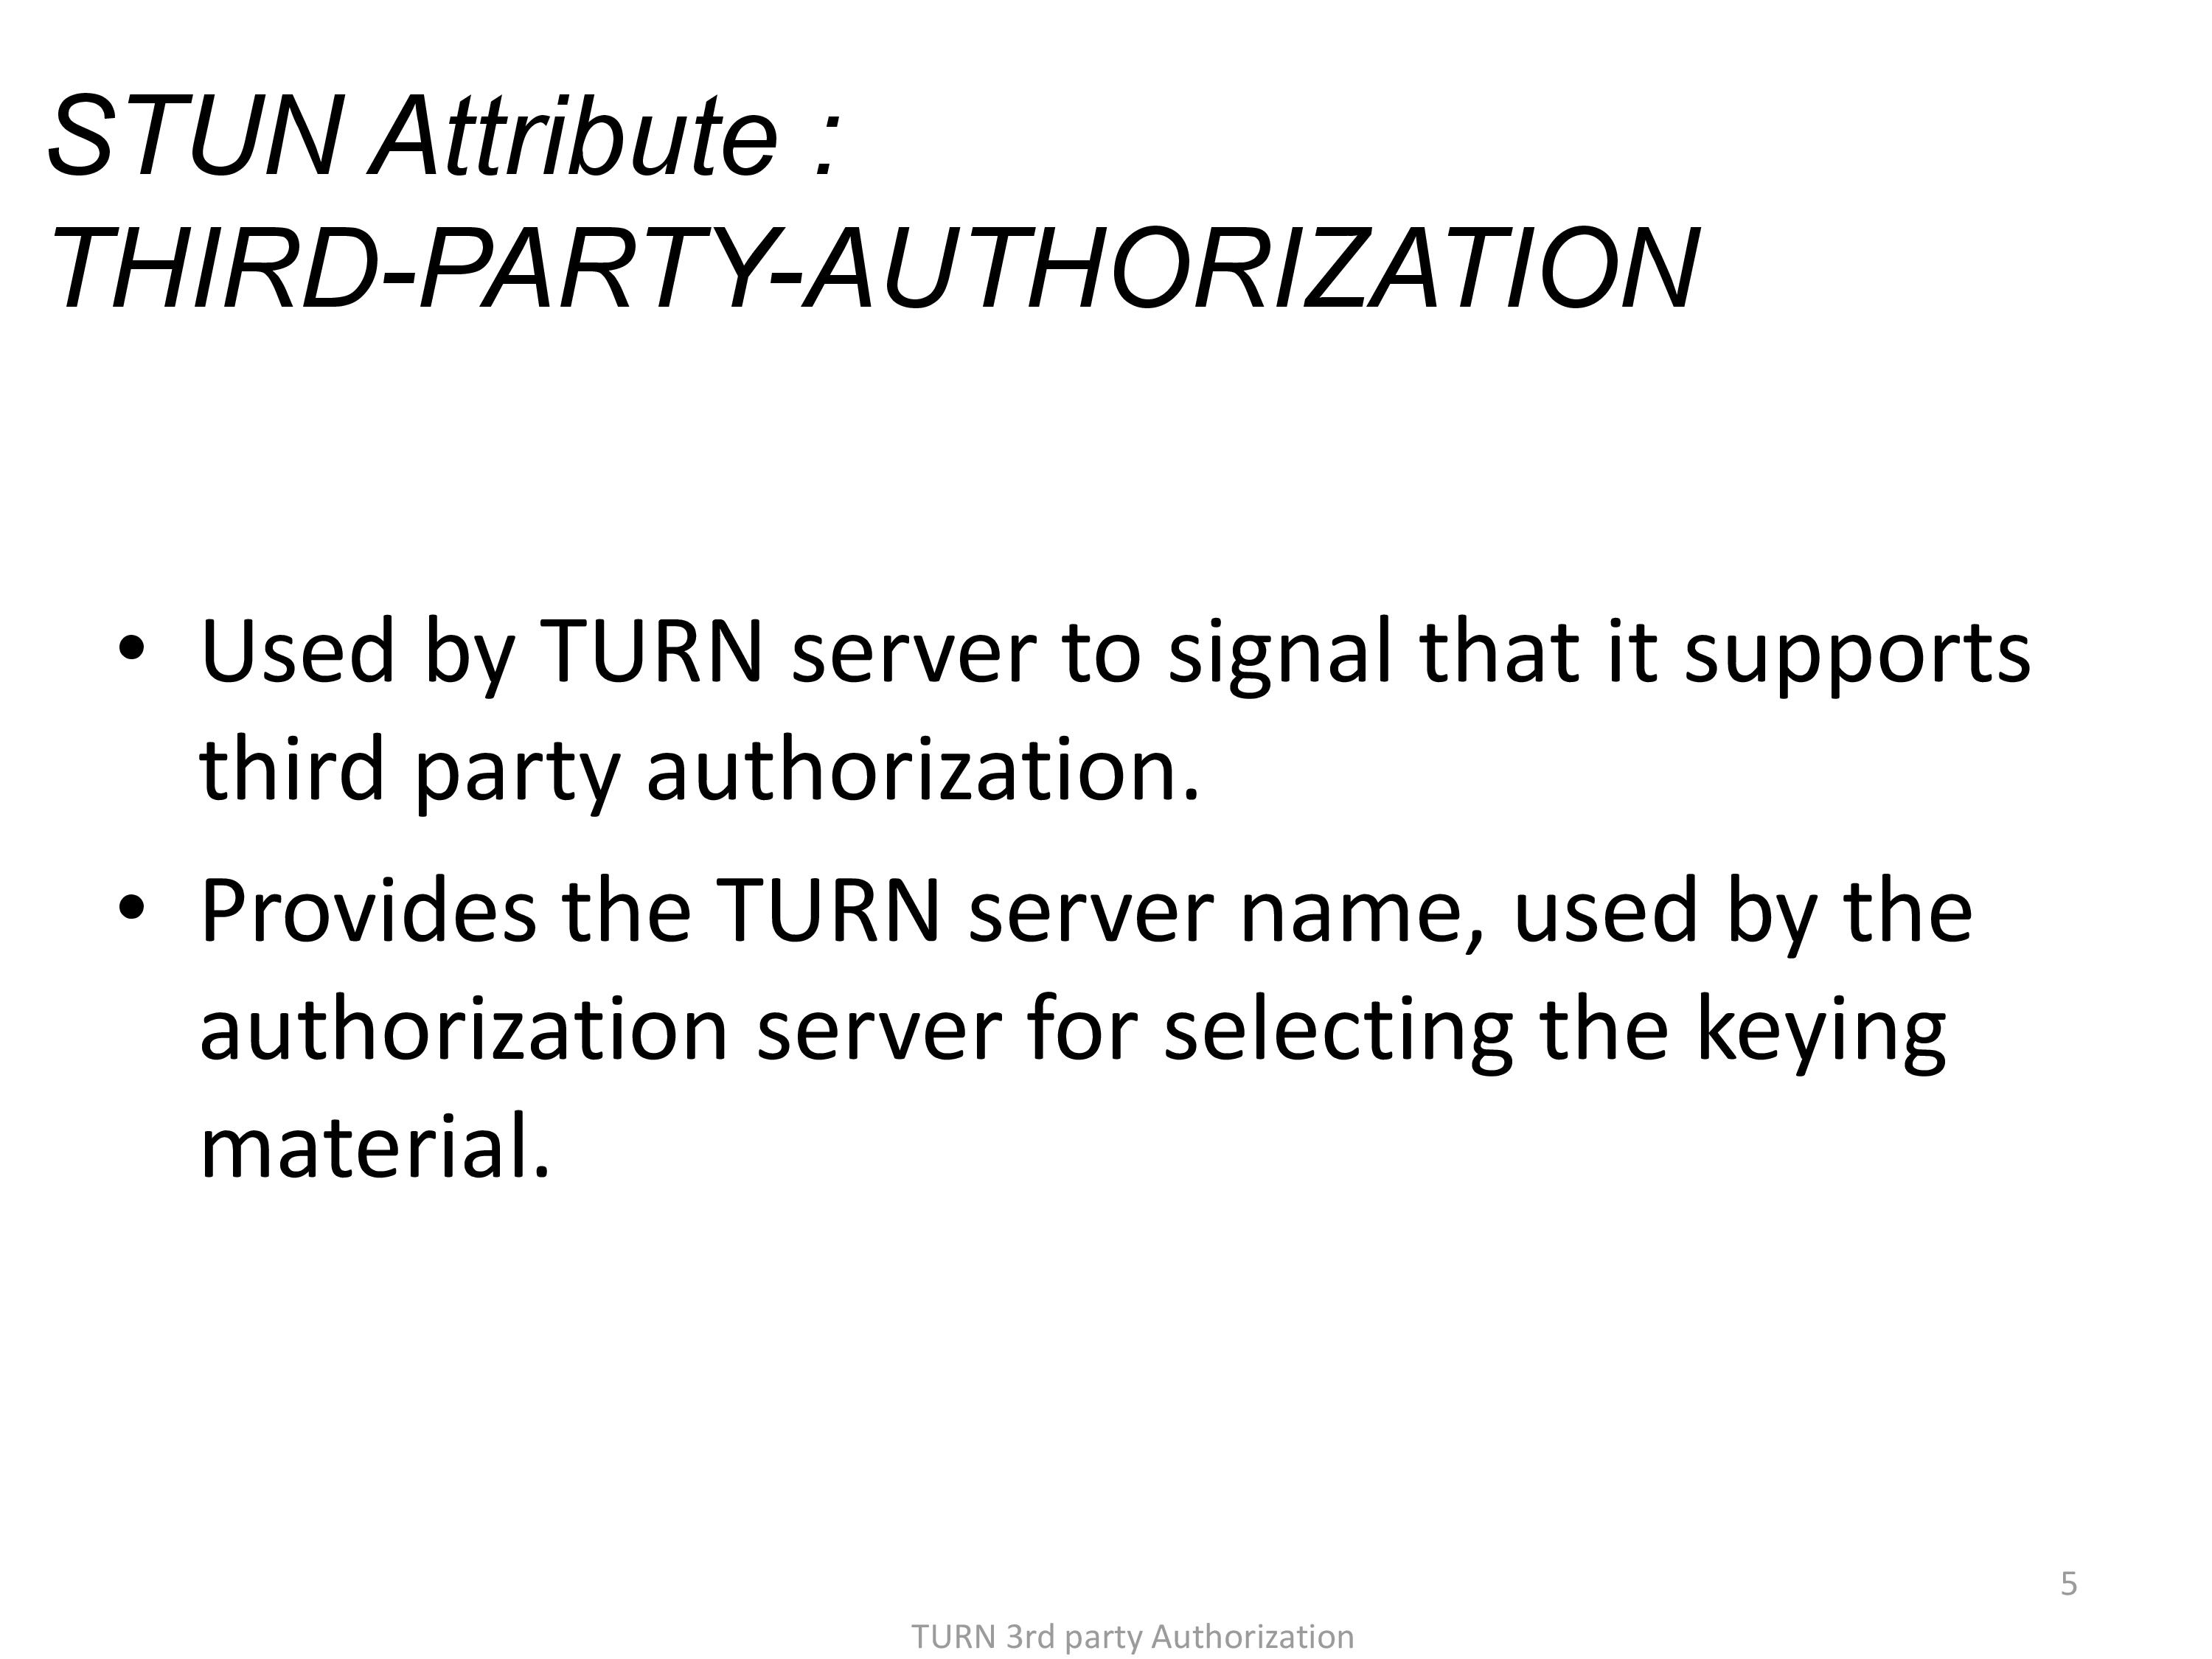 STUN Attribute :
THIRD-PARTY-AUTHORIZATION
• Used by TURN server to signal that it supports
third party authorization.
• Provides the TURN server name, used by the
authorization server for selecting the keying
material.
5
TURN 3rd party Authorization